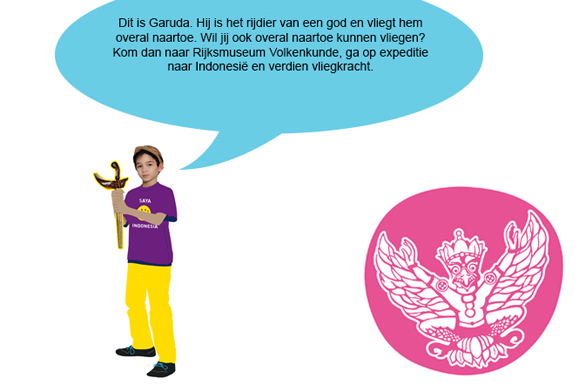 Dit is Garuda. Hij is het rijdier van een god en vliegt hem
overal naartoe. Wil jij ook overal naartoe kunnen vliegen?
Kom dan naar Rijksmuseum Volkenkunde, ga op expeditie
naar Indonesië en verdien vliegkracht.
SAYA
INDONESIA